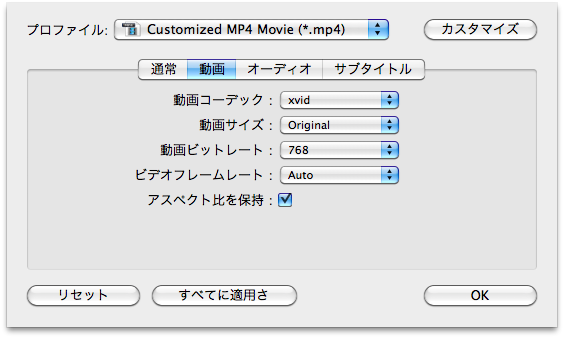 プロファイル: Customized MP4 Movie (*.mp4) カスタマイズ
通常 動画 オーディオ サブタイトル
動画コーデック : xvid
動画サイズ : Original
動画ビットレート : 768
ビデオフレームレート : Auto
アスペクト比を保持 :
リセット すべてに適用さ OK